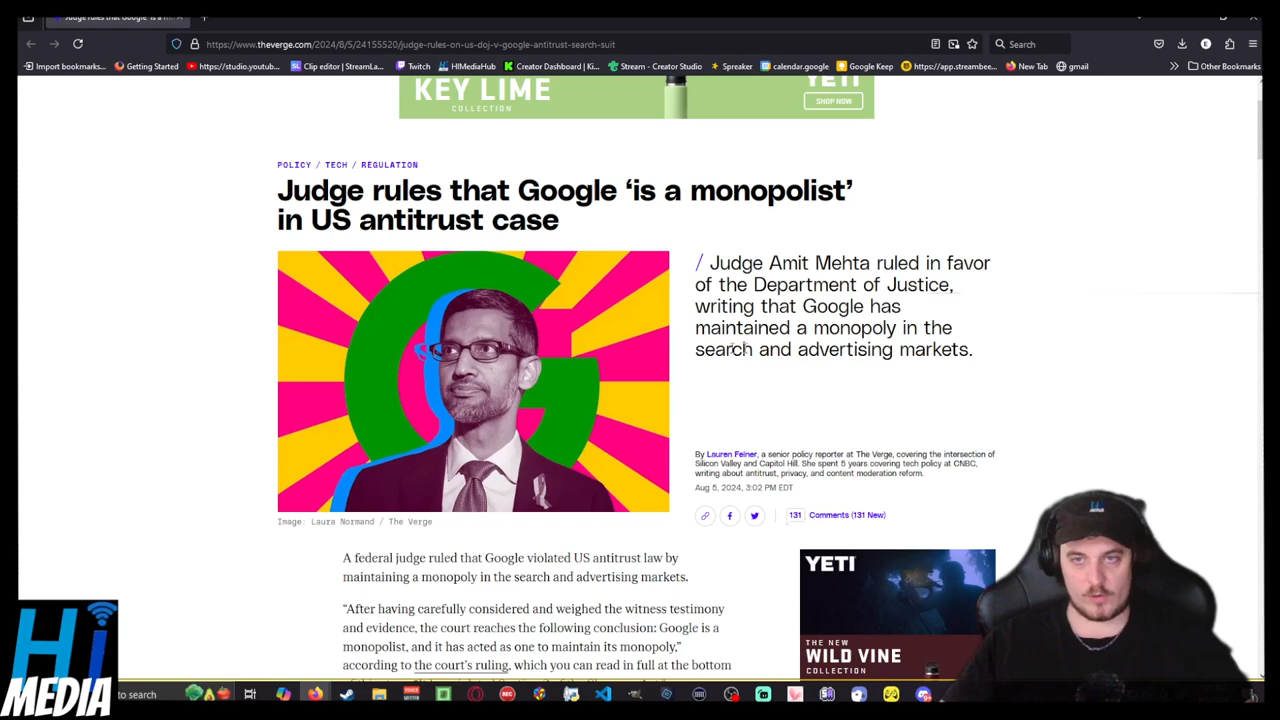 Judge rules that Google 'is a m
https://www.theverge.com/2024/8/5/24155520/judge-rules-on-us-doj-v-google-antitrust-search-suit
Search
Import bookmarks...
Getting Started
https://studio.youtub...
Clip editor | StreamLa...
Twitch
HIMediaHub
Creator Dashboard | Ki...
Stream - Creator Studio
Spreaker
calendar.google
Google Keep
https://app.streambee...
New Tab
gmail
Other Bookmarks
KEY LIME
COLLECTION
YETI
SHOP NOW
POLICY / TECH / REGULATION
Judge rules that Google ‘is a monopolist’
in US antitrust case
/ Judge Amit Mehta ruled in favor
of the Department of Justice,
writing that Google has
maintained a monopoly in the
search and advertising markets.
By Lauren Feiner, a senior policy reporter at The Verge, covering the intersection of
Silicon Valley and Capitol Hill. She spent 5 years covering tech policy at CNBC,
writing about antitrust, privacy, and content moderation reform.
Aug 5, 2024, 3:02 PM EDT
131 Comments (131 New)
Image: Laura Normand / The Verge
A federal judge ruled that Google violated US antitrust law by
maintaining a monopoly in the search and advertising markets.
“After having carefully considered and weighed the witness testimony
and evidence, the court reaches the following conclusion: Google is a
monopolist, and it has acted as one to maintain its monopoly,”
according to the court’s ruling, which you can read in full at the bottom
YETI
THE NEW
WILD VINE
COLLECTION
Hi
MEDIA
to search
REC